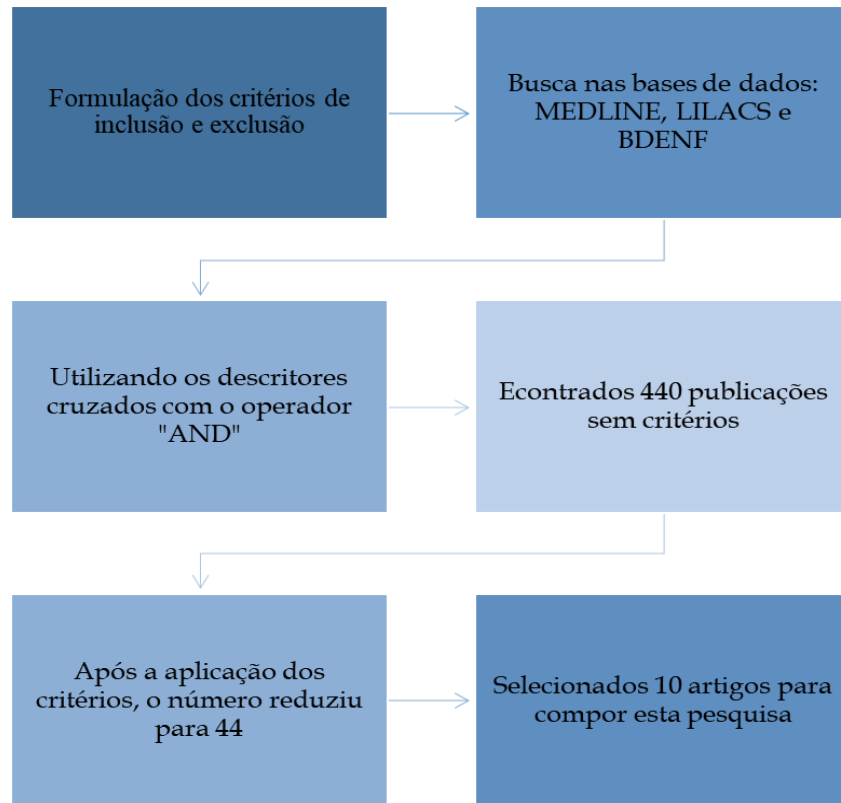 Formulação dos critérios de
inclusão e exclusão
Busca nas bases de dados:
MEDLINE, LILACS e
BDENF
Utilizando os descritores
cruzados com o operador
"AND"
Econtrados 440 publicações
sem critérios
Após a aplicação dos
critérios, o número reduziu
para 44
Selecionados 10 artigos para
compor esta pesquisa